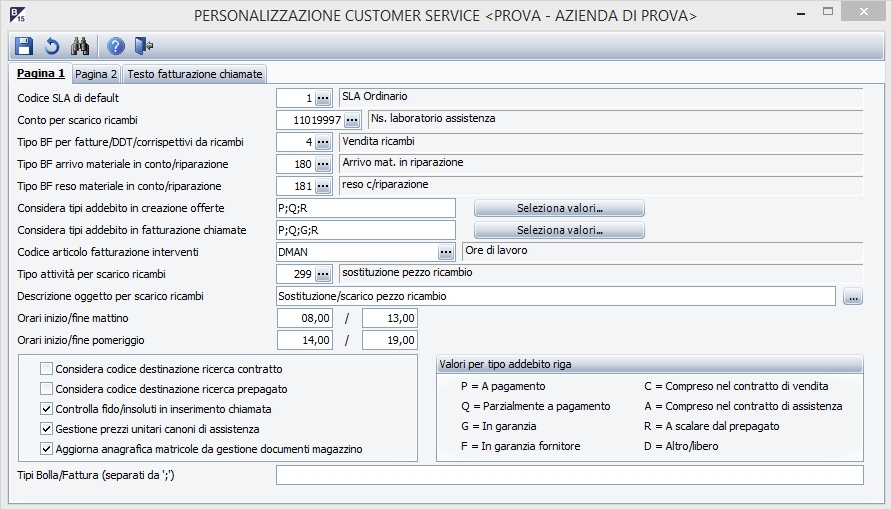 B 15 PERSONALIZZAZIONE CUSTOMER SERVICE <PROVA - AZIENDA DI PROVA>
Pagina 1 Pagina 2 Testo fatturazione chiamate
Codice SLA di default 1 ... SLA Ordinario
Conto per scarico ricambi 11019997 ... Ns. laboratorio assistenza
Tipo BF per fatture/DDT/corrispettivi da ricambi 4 ... Vendita ricambi
Tipo BF arrivo materiale in conto/riparazione 180 ... Arrivo mat. in riparazione
Tipo BF reso materiale in conto/riparazione 181 ... reso c/riparazione
Considera tipi addebito in creazione offerte P;Q;R Seleziona valori...
Considera tipi addebito in fatturazione chiamate P;Q;G;R Seleziona valori...
Codice articolo fatturazione interventi DMAN ... Ore di lavoro
Tipo attività per scarico ricambi 299 ... sostituzione pezzo ricambio
Descrizione oggetto per scarico ricambi Sostituzione/scarico pezzo ricambio ...
Orari inizio/fine mattino 08,00 / 13,00
Orari inizio/fine pomeriggio 14,00 / 19,00
Considera codice destinazione ricerca contratto
Considera codice destinazione ricerca prepagato
Controlla fido/insoluti in inserimento chiamata
Gestione prezzi unitari canoni di assistenza
Aggiorna anagrafica matricole da gestione documenti magazzino
Valori per tipo addebito riga
P = A pagamento C = Compreso nel contratto di vendita
Q = Parzialmente a pagamento A = Compreso nel contratto di assistenza
G = In garanzia R = A scalare dal prepagato
F = In garanzia fornitore D = Altro/libero
Tipi Bolla/Fattura (separati da ';')